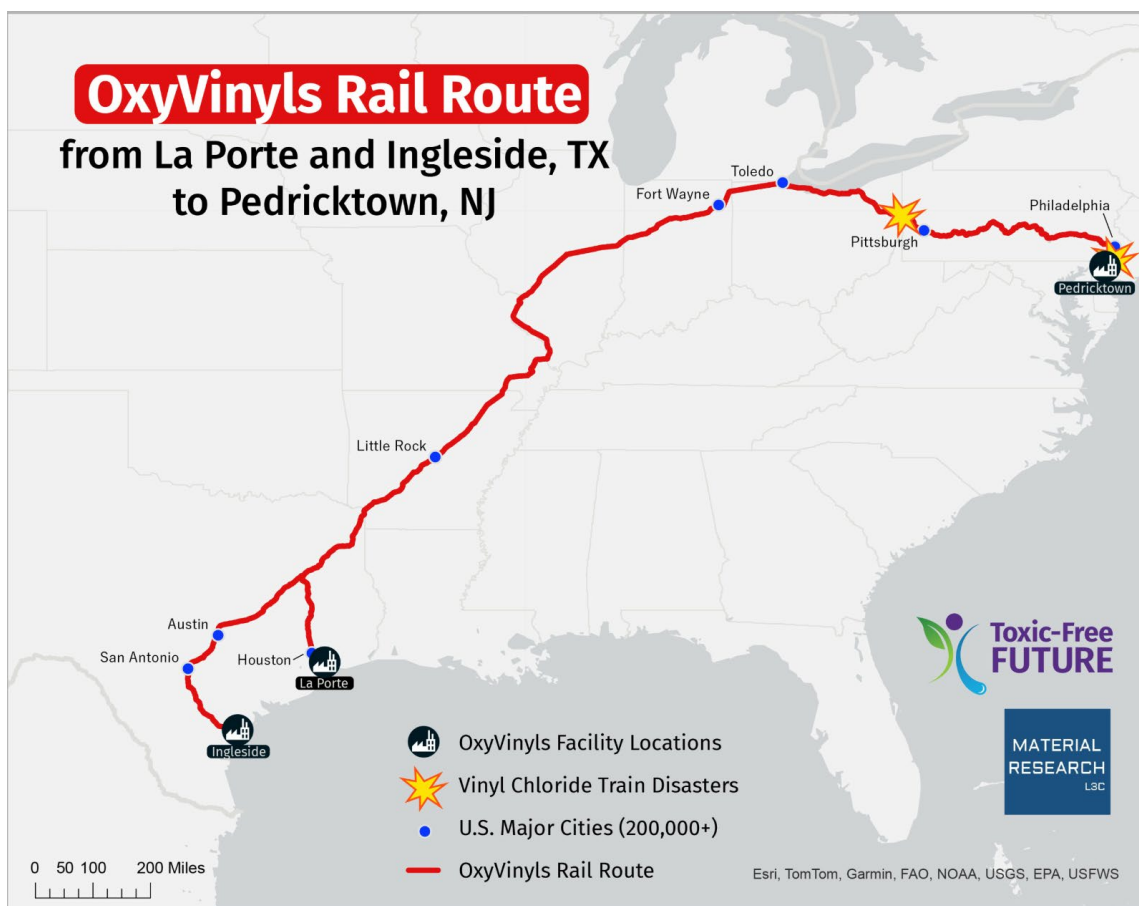 OxyVinyls Rail Route
from La Porte and Ingleside, TX
to Pedricktown, NJ
Toledo
Fort Wayne
Philadelphia
Pittsburgh
Pedricktown
Little Rock
Austin
San Antonio
Houston
La Porte
Ingleside
Toxic-Free
FUTURE
MATERIAL
RESEARCH
L3C
OxyVinyls Facility Locations
Vinyl Chloride Train Disasters
U.S. Major Cities (200,000+)
OxyVinyls Rail Route
0 50 100 200 Miles
Esri, TomTom, Garmin, FAO, NOAA, USGS, EPA, USFWS